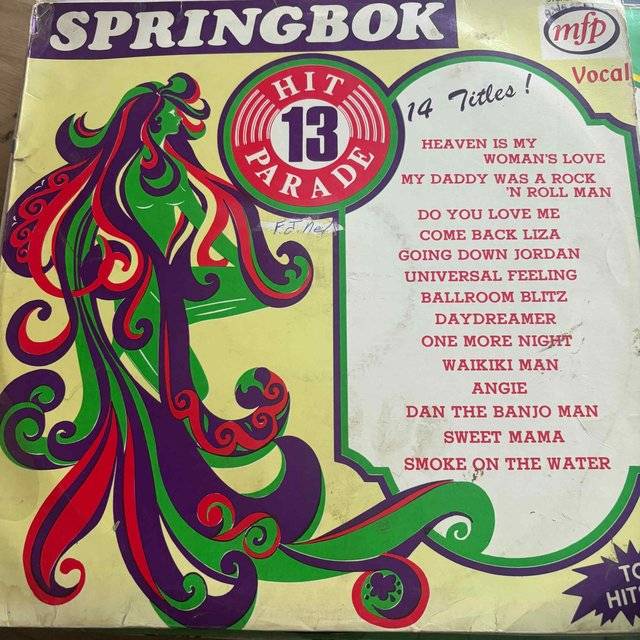 SPRINGBOK
mfp
Vocal
HIT
13
PARADE
14 Titles!
HEAVEN IS MY
WOMAN'S LOVE
MY DADDY WAS A ROCK
'N ROLL MAN
DO YOU LOVE ME
COME BACK LIZA
GOING DOWN JORDAN
UNIVERSAL FEELING
BALLROOM BLITZ
DAYDREAMER
ONE MORE NIGHT
WAIKIKI MAN
ANGIE
DAN THE BANJO MAN
SWEET MAMA
SMOKE ON THE WATER
F.J. Nel
HITS